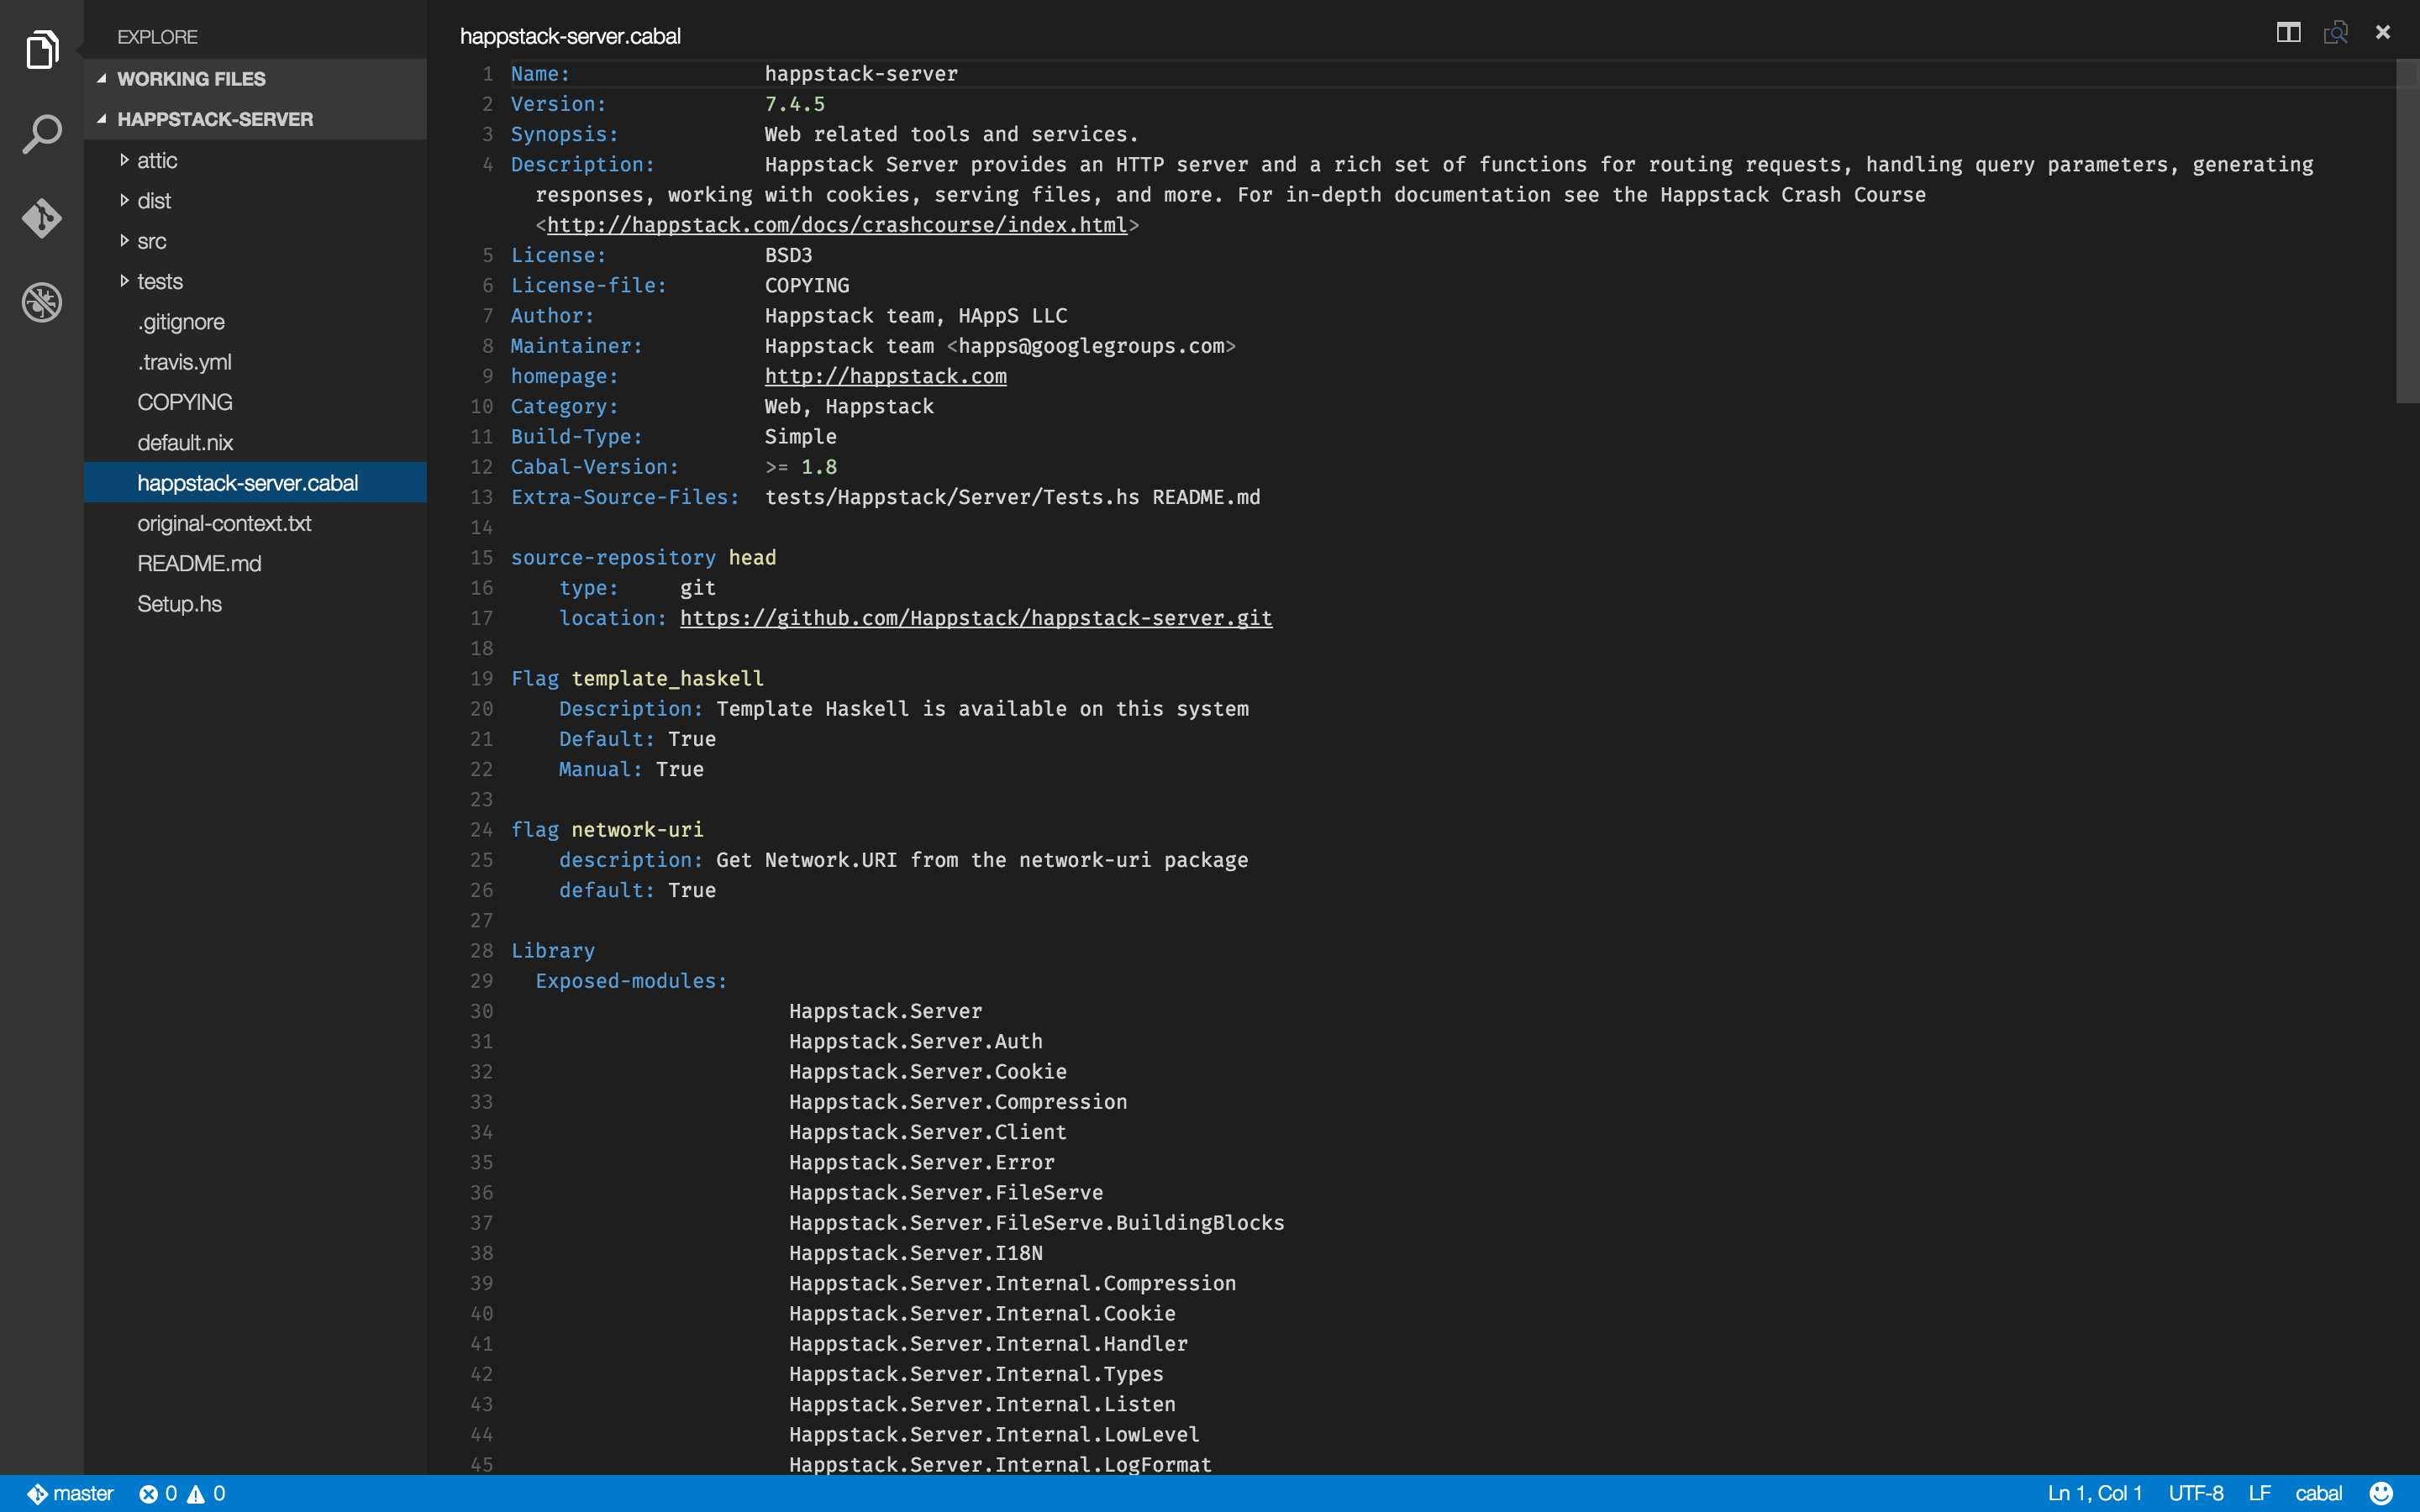 EXPLORE
WORKING FILES
HAPPSTACK-SERVER
attic
dist
src
tests
.gitignore
.travis.yml
COPYING
default.nix
happstack-server.cabal
original-context.txt
README.md
Setup.hs
happstack-server.cabal
1 Name: happstack-server
2 Version: 7.4.5
3 Synopsis: Web related tools and services.
4 Description: Happstack Server provides an HTTP server and a rich set of functions for routing requests, handling query parameters, generating
responses, working with cookies, serving files, and more. For in-depth documentation see the Happstack Crash Course
<http://happstack.com/docs/crashcourse/index.html>
5 License: BSD3
6 License-file: COPYING
7 Author: Happstack team, HAppS LLC
8 Maintainer: Happstack team <happs@googlegroups.com>
9 homepage: http://happstack.com
10 Category: Web, Happstack
11 Build-Type: Simple
12 Cabal-Version: >= 1.8
13 Extra-Source-Files: tests/Happstack/Server/Tests.hs README.md
14
15 source-repository head
16 type: git
17 location: https://github.com/Happstack/happstack-server.git
18
19 Flag template_haskell
20 Description: Template Haskell is available on this system
21 Default: True
22 Manual: True
23
24 flag network-uri
25 description: Get Network.URI from the network-uri package
26 default: True
27
28 Library
29 Exposed-modules:
30 Happstack.Server
31 Happstack.Server.Auth
32 Happstack.Server.Cookie
33 Happstack.Server.Compression
34 Happstack.Server.Client
35 Happstack.Server.Error
36 Happstack.Server.FileServe
37 Happstack.Server.FileServe.BuildingBlocks
38 Happstack.Server.I18N
39 Happstack.Server.Internal.Compression
40 Happstack.Server.Internal.Cookie
41 Happstack.Server.Internal.Handler
42 Happstack.Server.Internal.Types
43 Happstack.Server.Internal.Listen
44 Happstack.Server.Internal.LowLevel
45 Happstack.Server.Internal.LogFormat
master 0 0 Ln 1, Col 1 UTF-8 LF cabal